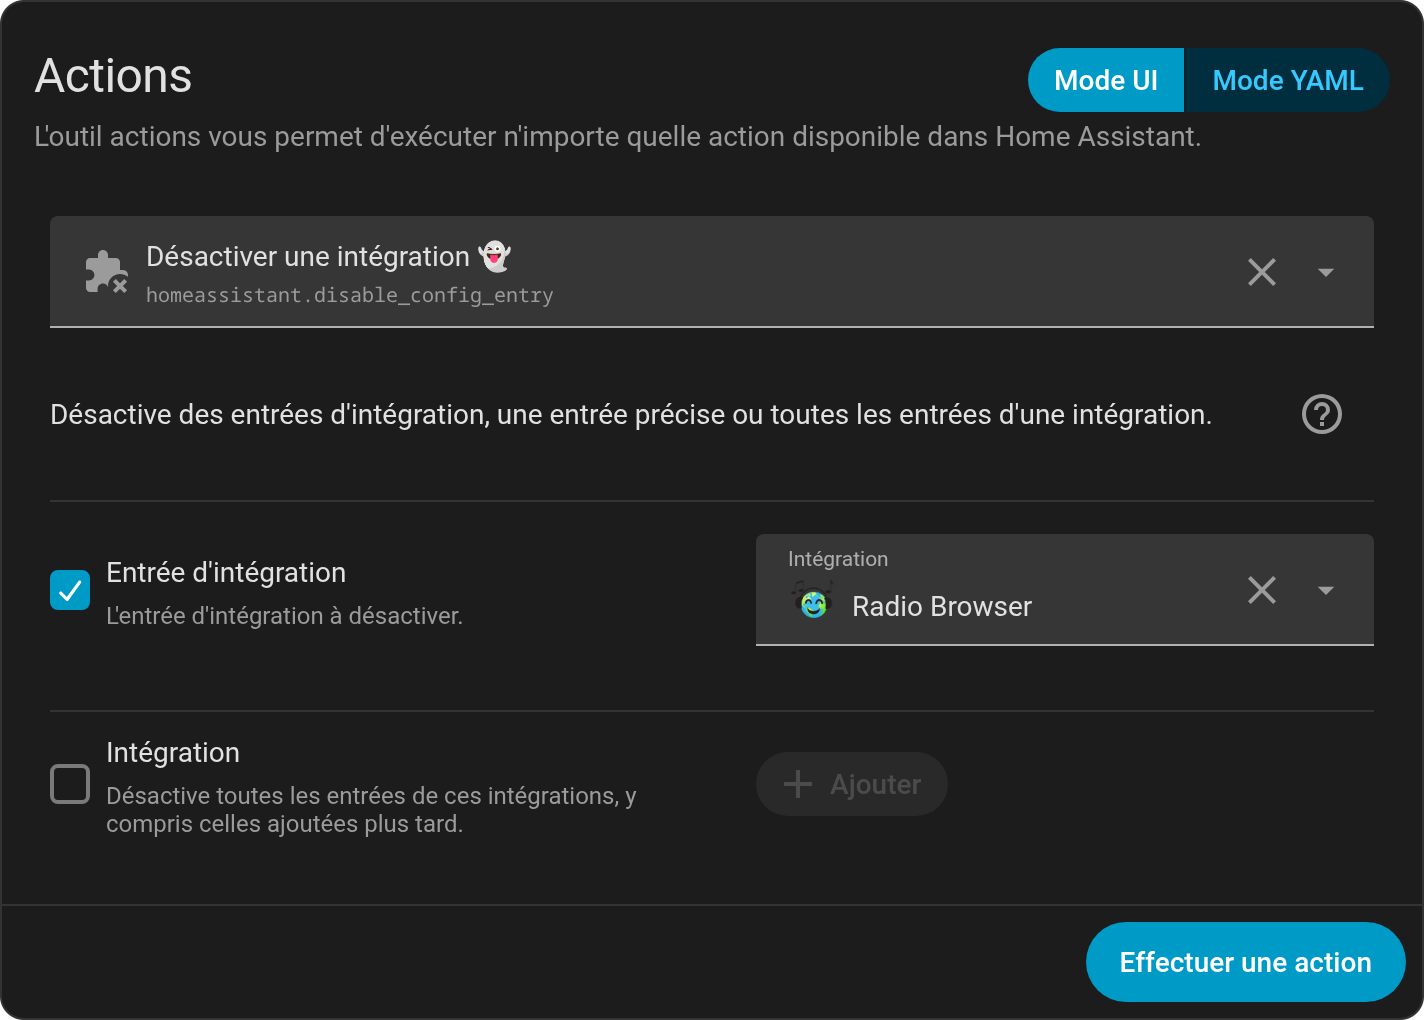 Actions
Mode UI
Mode YAML
L'outil actions vous permet d'exécuter n'importe quelle action disponible dans Home Assistant.
Désactiver une intégration 👻
homeassistant.disable_config_entry
Désactive des entrées d'intégration, une entrée précise ou toutes les entrées d'une intégration.
Entrée d'intégration
L'entrée d'intégration à désactiver.
Intégration
Radio Browser
Intégration
Désactive toutes les entrées de ces intégrations, y
compris celles ajoutées plus tard.
Ajouter
Effectuer une action